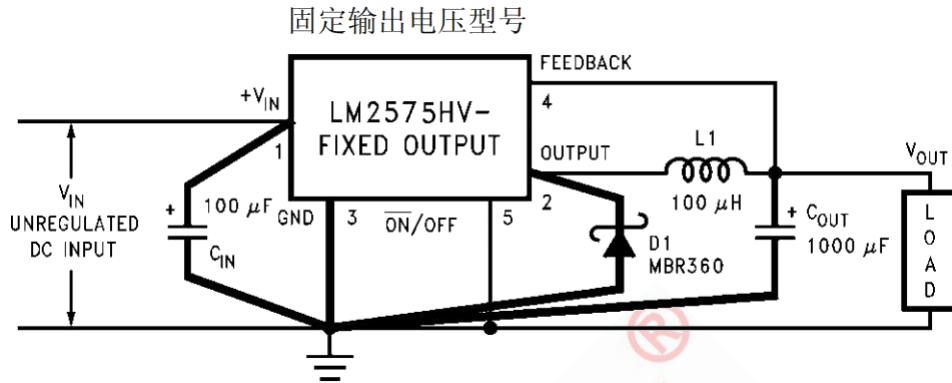 固定输出电压型号
FEEDBACK
+VIN
LM2575HV-
FIXED OUTPUT
4
1
OUTPUT
L1
VOUT
VIN
UNREGULATED
DC INPUT
+
100 μF
GND
3
ON/OFF
5
2
100 μH
+
COUT
1000 μF
LOAD
CIN
D1
MBR360
®